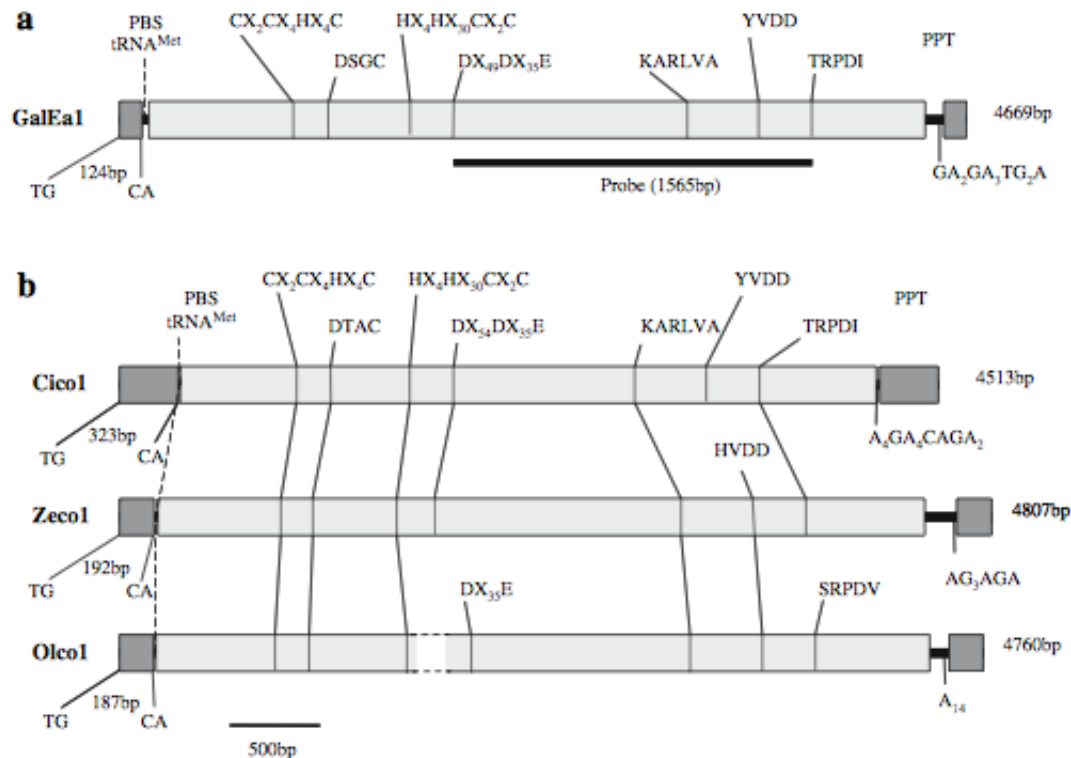 a
PBS
tRNA^Met
CX₂CX₄HX₄C
HX₄HX₃₀CX₂C
YVDD
PPT
DSGC
DX₄₉DX₃₅E
KARLVA
TRPDI
GalEa1
4669bp
124bp
TG
CA
Probe (1565bp)
GA₂GA₃TG₂A
b
PBS
tRNA^Met
CX₂CX₄HX₄C
HX₄HX₃₀CX₂C
YVDD
PPT
DTAC
DX₅₄DX₃₅E
KARLVA
TRPDI
Cico1
4513bp
323bp
TG
CA
A₄GA₄CAGA₂
HVDD
Zeco1
4807bp
192bp
TG
CA
AG₃AGA
DX₃₅E
SRPDV
Olco1
4760bp
187bp
TG
CA
A₁₄
500bp